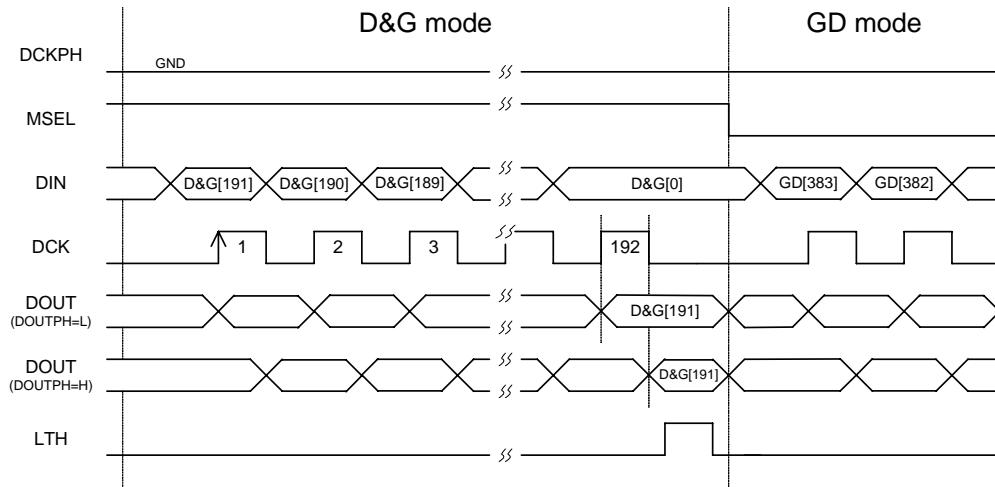 D&G mode GD mode
DCKPH GND
MSEL
DIN D&G[191] D&G[190] D&G[189] D&G[0] GD[383] GD[382]
DCK 1 2 3 192
DOUT
(DOUTPH=L) D&G[191]
DOUT
(DOUTPH=H) D&G[191]
LTH